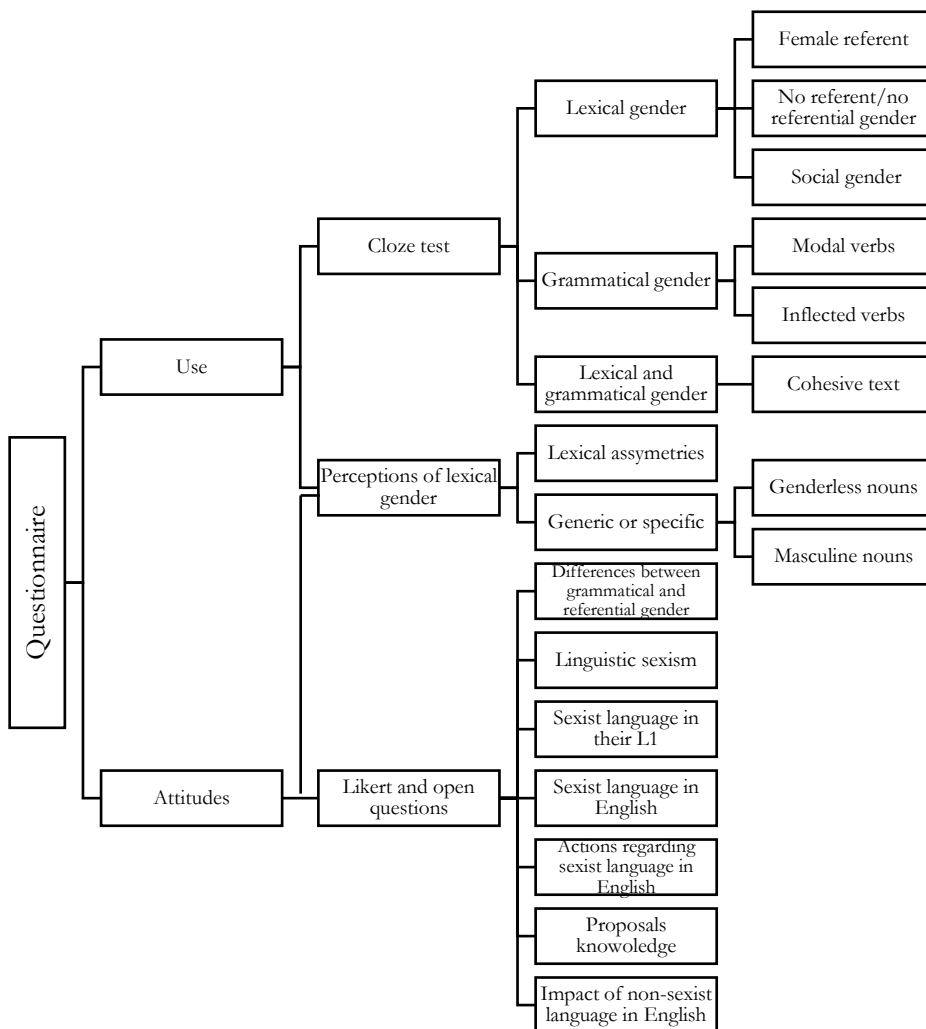 Questionnaire
Use
Attitudes
Cloze test
Perceptions of lexical
gender
Likert and open
questions
Lexical gender
Grammatical gender
Lexical and
grammatical gender
Lexical assymetries
Generic or specific
Differences between
grammatical and
referential gender
Linguistic sexism
Sexist language in
their L1
Sexist language in
English
Actions regarding
sexist language in
English
Proposals
knowoledge
Impact of non-sexist
language in English
Female referent
No referent/no
referential gender
Social gender
Modal verbs
Inflected verbs
Cohesive text
Genderless nouns
Masculine nouns